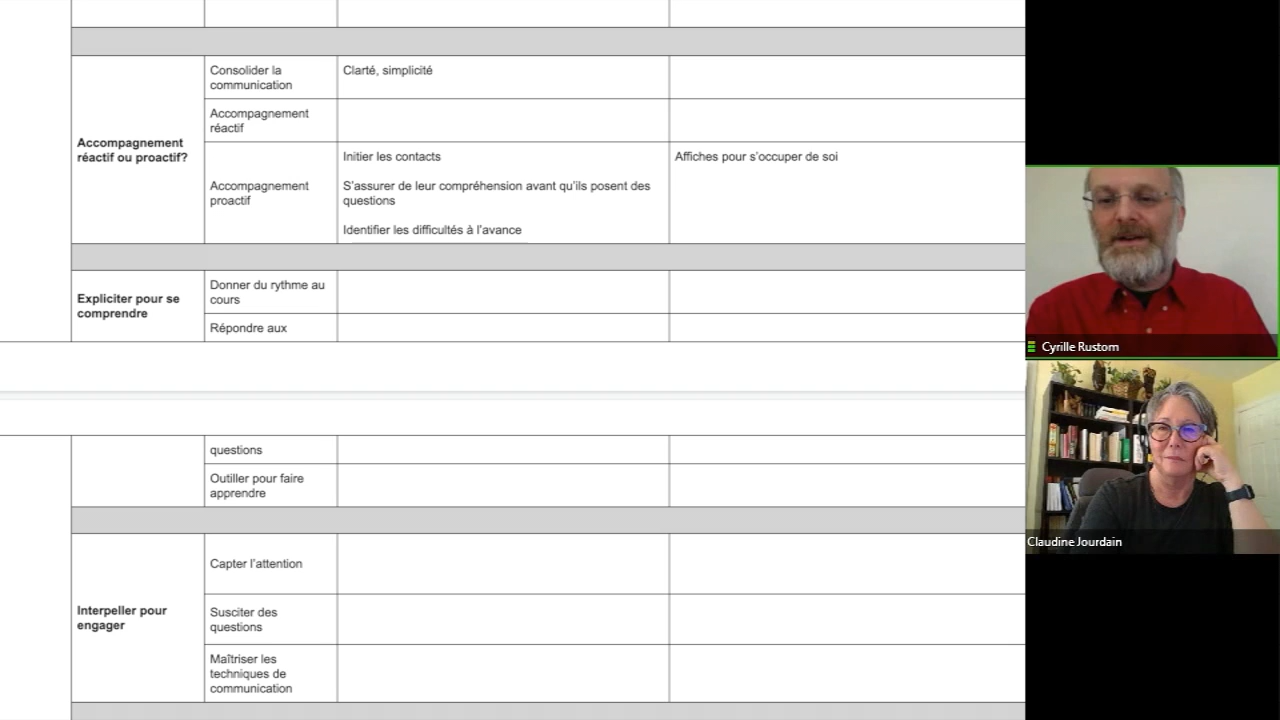 Consolider la
communication
Clarté, simplicité
Accompagnement
réactif
Accompagnement
réactif ou proactif?
Accompagnement
proactif
Initier les contacts
S'assurer de leur compréhension avant qu'ils posent des
questions
Identifier les difficultés à l'avance
Affiches pour s'occuper de soi
Expliciter pour se
comprendre
Donner du rythme au
cours
Répondre aux
questions
Outiller pour faire
apprendre
Interpeller pour
engager
Capter l'attention
Susciter des
questions
Maîtriser les
techniques de
communication
Cyrille Rustom
Claudine Jourdain